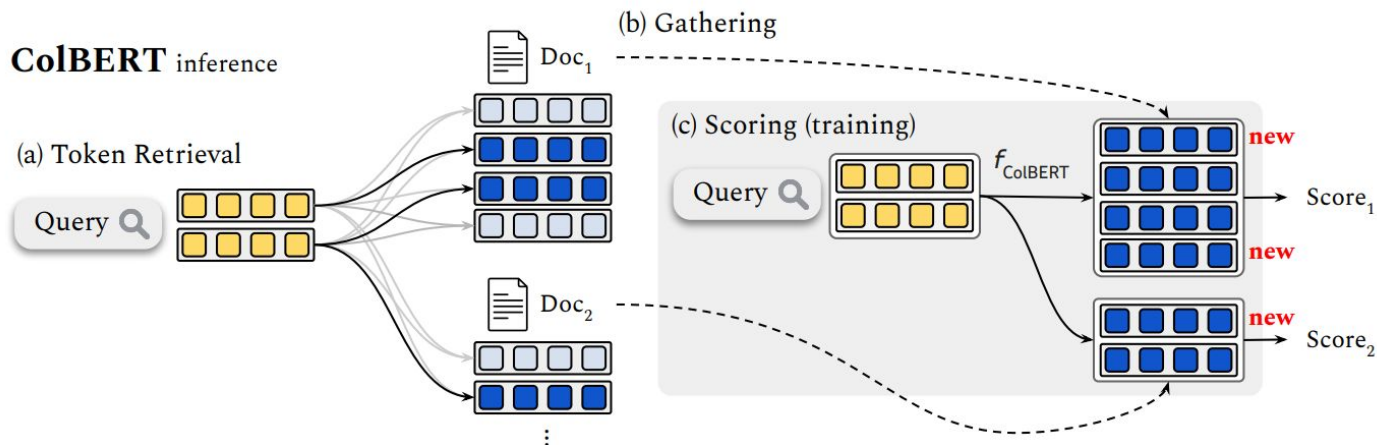 ColBERT inference
(a) Token Retrieval
Query
Doc1
Doc2
⋮
(b) Gathering
(c) Scoring (training)
Query
fColBERT
new
new
Score1
new
Score2